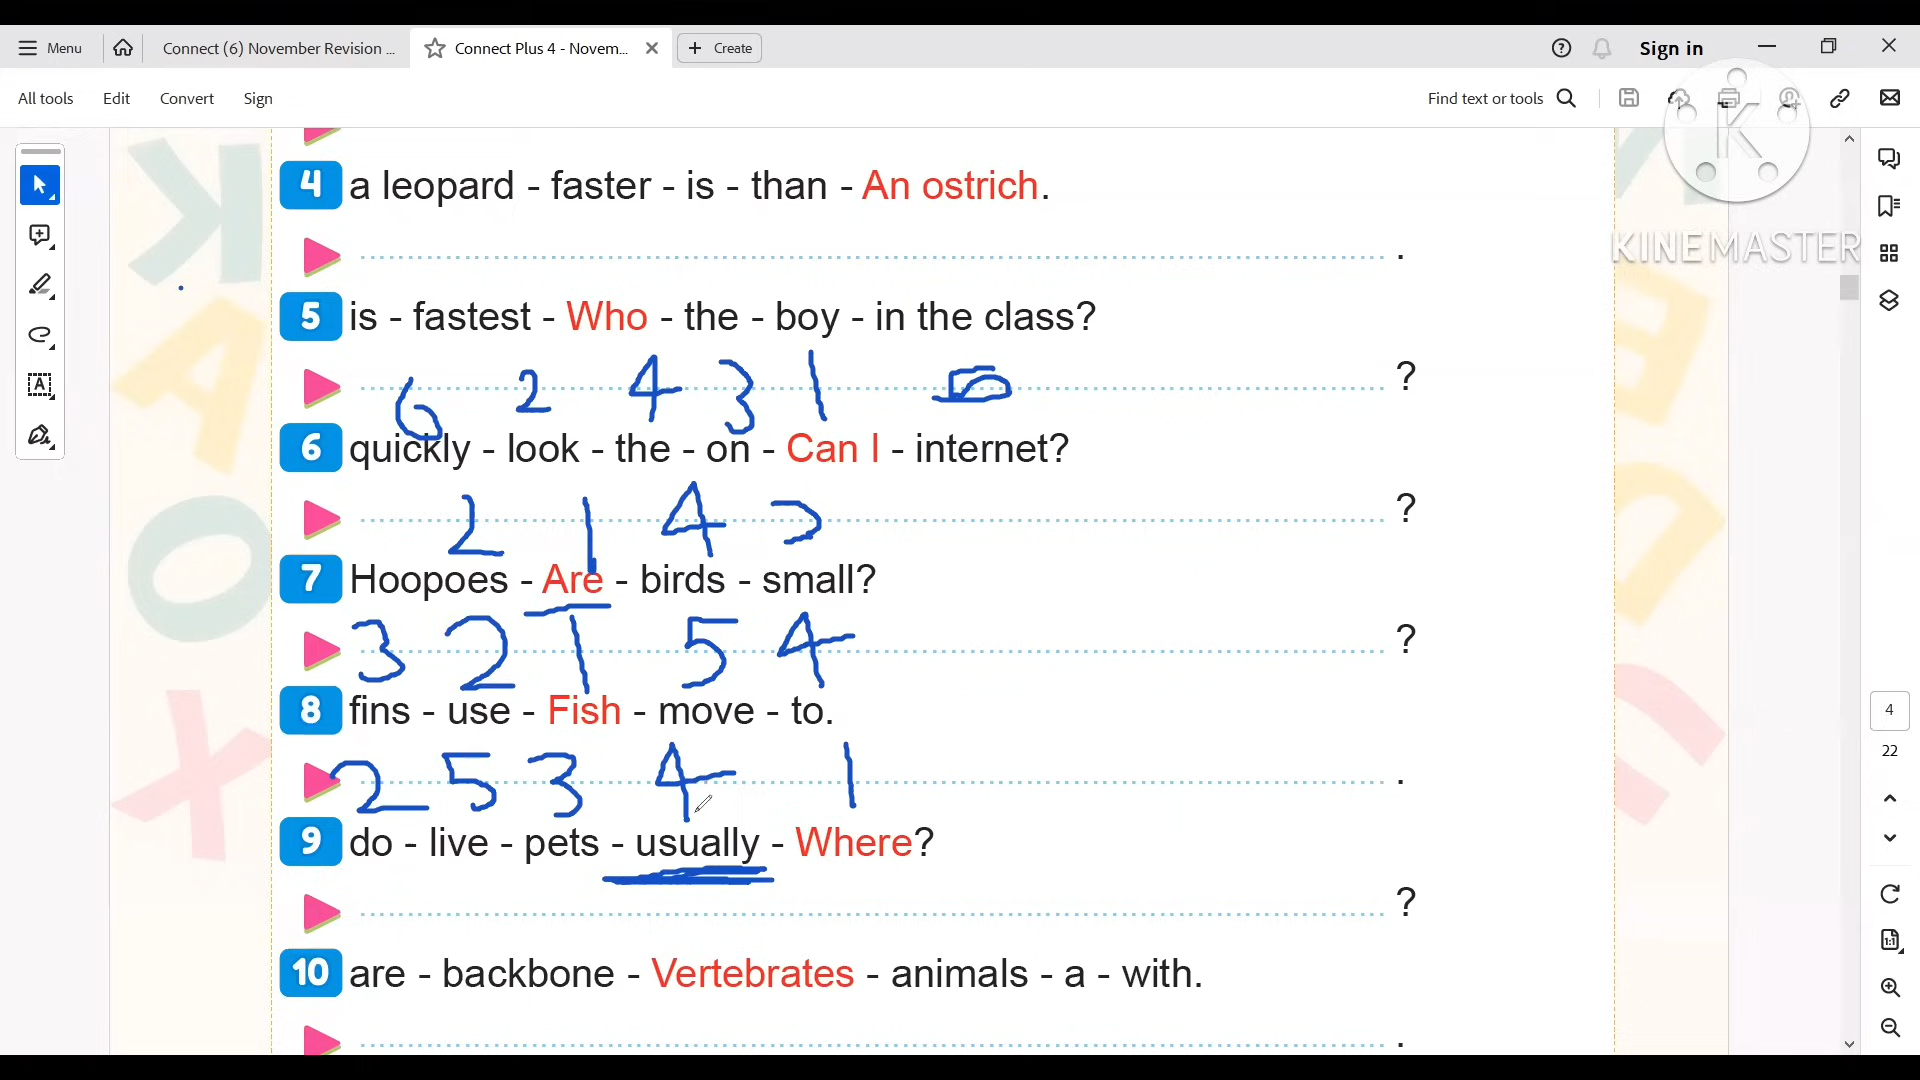 Menu Connect (6) November Revision ... Connect Plus 4 - Novem... Create Sign in
All tools Edit Convert Sign Find text or tools
K
KINEMASTER
4 a leopard - faster - is - than - An ostrich.
.
5 is - fastest - Who - the - boy - in the class?
?
6 2 4 3 1 5
6 quickly - look - the - on - Can I - internet?
?
2 1 4 3
7 Hoopoes - Are - birds - small?
?
3 2 1 5 4
8 fins - use - Fish - move - to.
.
2 5 3 4 1
9 do - live - pets - usually - Where?
?
10 are - backbone - Vertebrates - animals - a - with.
.
4
22